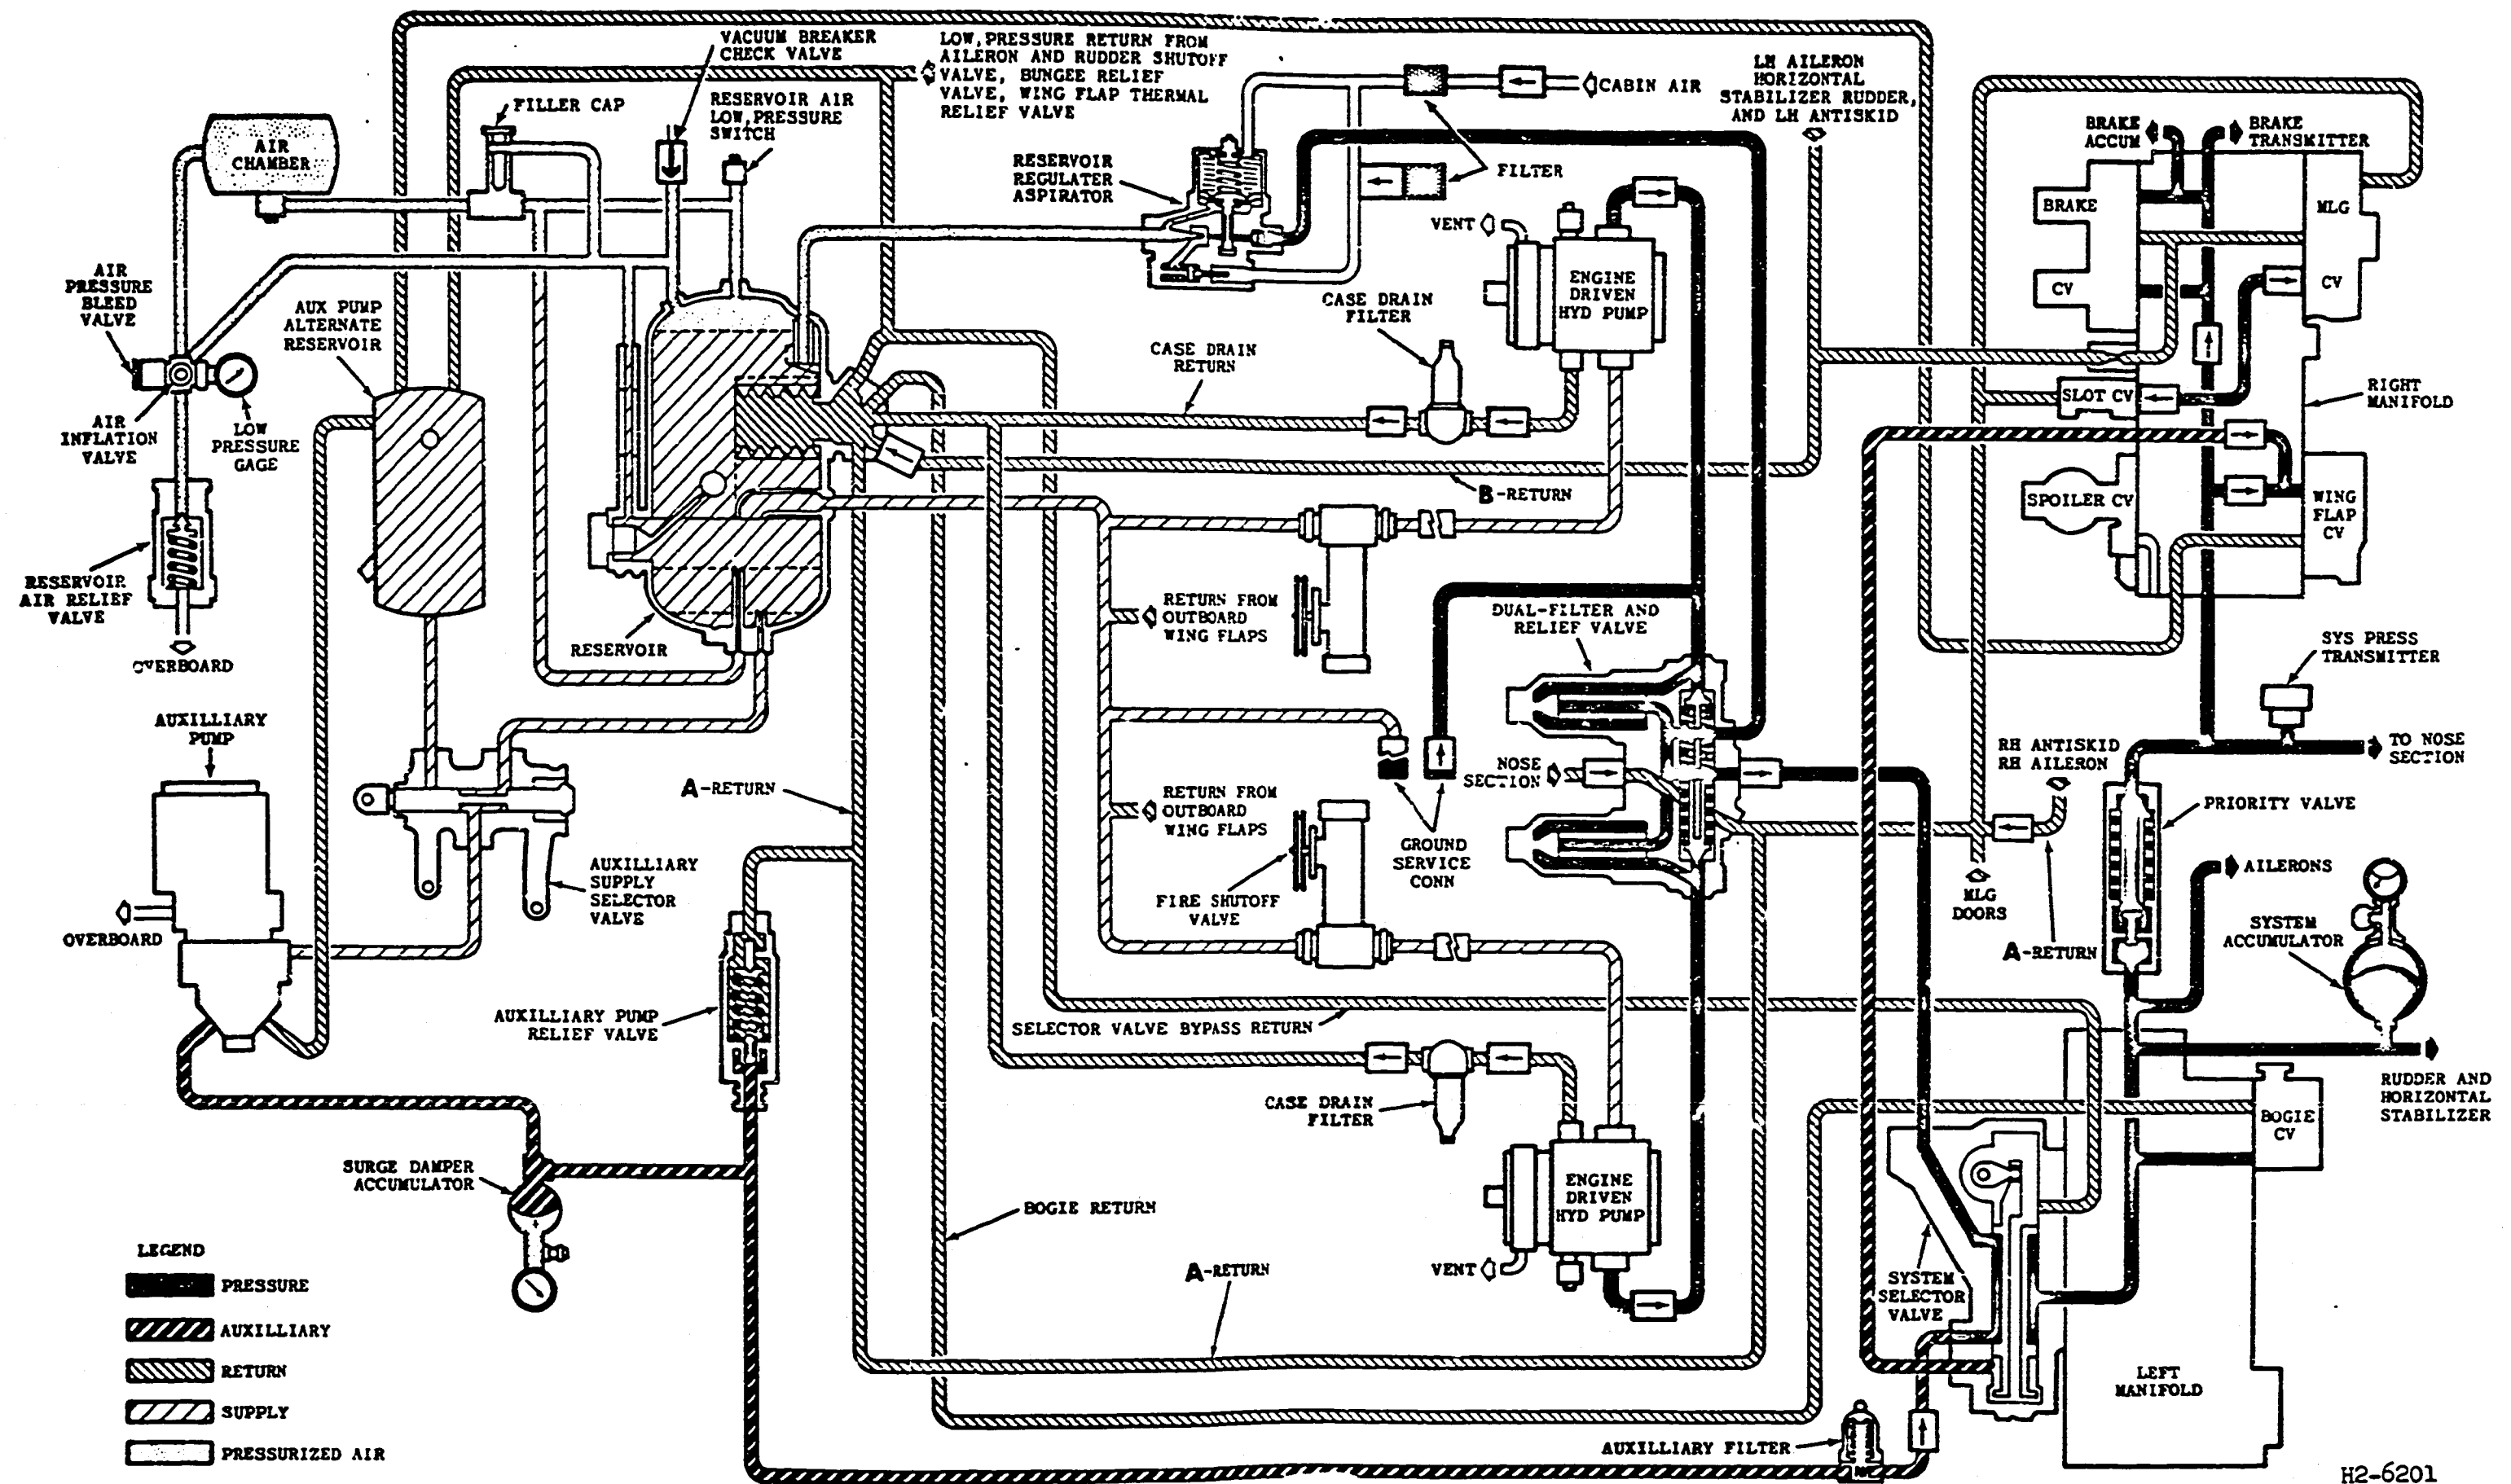 VACUUM BREAKER
CHECK VALVE
LOW, PRESSURE RETURN FROM
AILERON AND RUDDER SHUTOFF
VALVE, BUNGEE RELIEF
VALVE, WING FLAP THERMAL
RELIEF VALVE
LH AILERON
HORIZONTAL
STABILIZER RUDDER,
AND LH ANTISKID
CABIN AIR
FILLER CAP
RESERVOIR AIR
LOW, PRESSURE
SWITCH
AIR
CHAMBER
BRAKE
ACCUM
BRAKE
TRANSMITTER
RESERVOIR
REGULATER
ASPIRATOR
FILTER
VENT
BRAKE
MLG
AIR
PRESSURE
BLEED
VALVE
AUX PUMP
ALTERNATE
RESERVOIR
ENGINE
DRIVEN
HYD PUMP
CASE DRAIN
FILTER
CV
CV
CASE DRAIN
RETURN
SLOT CV
RIGHT
MANIFOLD
AIR
INFLATION
VALVE
LOW
PRESSURE
GAGE
B-RETURN
SPOILER CV
WING
FLAP
CV
RESERVOIR
AIR RELIEF
VALVE
OVERBOARD
RESERVOIR
RETURN FROM
OUTBOARD
WING FLAPS
DUAL-FILTER AND
RELIEF VALVE
SYS PRESS
TRANSMITTER
AUXILLIARY
PUMP
A-RETURN
NOSE
SECTION
RH ANTISKID
RH AILERON
TO NOSE
SECTION
RETURN FROM
OUTBOARD
WING FLAPS
GROUND
SERVICE
CONN
PRIORITY VALVE
AUXILLIARY
SUPPLY
SELECTOR
VALVE
FIRE SHUTOFF
VALVE
MLG
DOORS
AILERONS
OVERBOARD
A-RETURN
SYSTEM
ACCUMULATOR
AUXILLIARY PUMP
RELIEF VALVE
SELECTOR VALVE BYPASS RETURN
CASE DRAIN
FILTER
RUDDER AND
HORIZONTAL
STABILIZER
BOGIE
CV
SURGE DAMPER
ACCUMULATOR
ENGINE
DRIVEN
HYD PUMP
BOGIE RETURN
VENT
A-RETURN
SYSTEM
SELECTOR
VALVE
LEFT
MANIFOLD
LEGEND
PRESSURE
AUXILLIARY
RETURN
SUPPLY
PRESSURIZED AIR
AUXILLIARY FILTER
H2-6201